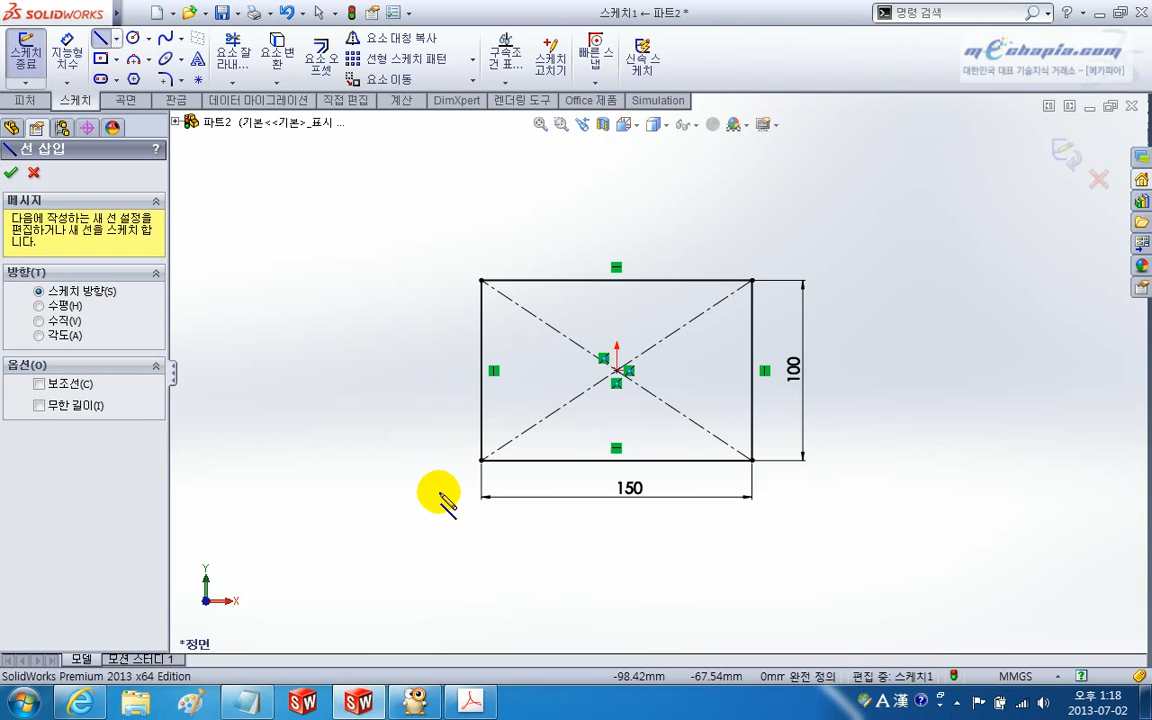 SOLIDWORKS
스케치1 ← 파트2 *
명령 검색
스케치 종료
지능형 치수
요소 잘라내...
요소 변환
요소 오프셋
요소 대칭 복사
선형 스케치 패턴
요소 이동
구속조건 표...
스케치 고치기
빠른 스냅
신속 스케치
mechapia.com
대한민국 대표 기술지식 거래소 - [메카피아]
피처
스케치
곡면
판금
데이터 마이그레이션
직접 편집
계산
DimXpert
렌더링 도구
Office 제품
Simulation
파트2 (기본<<기본>_표시 ...
선 삽입
?
메시지
다음에 작성하는 새 선 설정을
편집하거나 새 선을 스케치 합
니다.
방향(T)
스케치 방향(S)
수평(H)
수직(V)
각도(A)
옵션(O)
보조선(C)
무한 길이(I)
100
150
Y
X
*정면
모델
모션 스터디 1
SolidWorks Premium 2013 x64 Edition
-98.42mm
-67.54mm
0mm 완전 정의
편집 중: 스케치1
MMGS
A 漢
오후 1:18
2013-07-02